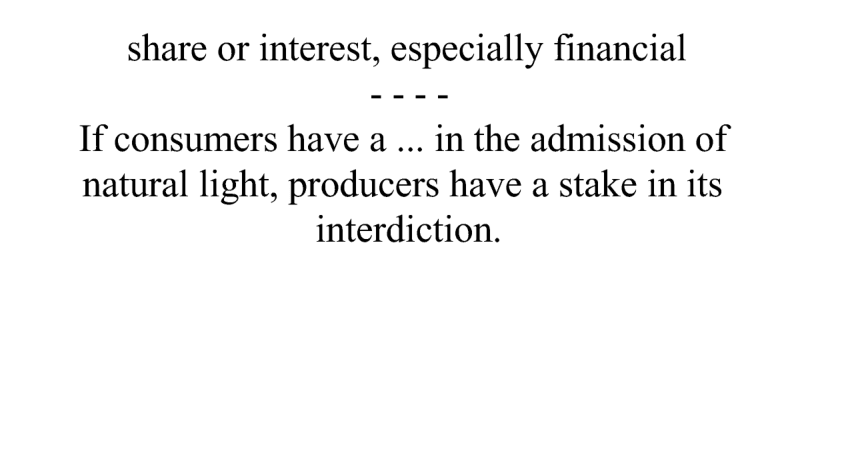 share or interest, especially financial
- - - -
If consumers have a ... in the admission of
natural light, producers have a stake in its
interdiction.